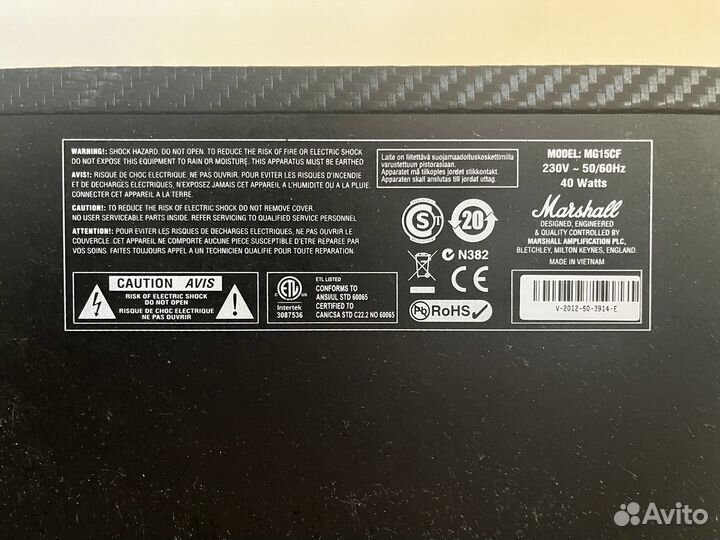 WARNING!: SHOCK HAZARD. DO NOT OPEN. TO REDUCE THE RISK OF FIRE OR ELECTRIC SHOCK
DO NOT EXPOSE THIS EQUIPMENT TO RAIN OR MOISTURE. THIS APPARATUS MUST BE EARTHED
AVIS!: RISQUE DE CHOC ELECTRIQUE, NE PAS OUVRIR. POUR EVITER LES RISQUES D'INCENDIE
ET DE DECHARGES ELECTRIQUES, N'EXPOSEZ JAMAIS CET APPAREIL A L'HUMIDITE OU A LA PLUIE.
CONNECTER CET APPAREIL A LA TERRE.
CAUTION!: TO REDUCE THE RISK OF SHOCK DO NOT REMOVE COVER.
NO USER SERVICEABLE PARTS INSIDE. REFER SERVICING TO QUALIFIED SERVICE PERSONNEL
ATTENTION!: POUR EVITER LES RISQUES DE DECHARGES ELECTRIQUES, NE PAS OUVRIR LE
COUVERCLE. CET APPAREIL NE COMPORTE AUCUNE PIECE SUSCEPTIBLE D'ETRE REPAREE PAR
VOS SOINS. FAITES TOUJOURS APPEL A UN TECHNICIEN QUALIFIE POUR TOUTE REPARATION.
CAUTION AVIS
RISK OF ELECTRIC SHOCK
DO NOT OPEN
RISQUE DE CHOC ELECTRIQUE
NE PAS OUVRIR
ETL
Intertek
3087536
ETL LISTED
CONFORMS TO
ANSI/UL STD 60065
CERTIFIED TO
CAN/CSA STD C22.2 NO 60065
Laite on liitettävä suojamaadoituskoskettimilla
varustettuun pistorasiaan.
Apparatet må tilkoples jordet stikkontakt.
Apparaten skall anslutas till jordat uttag.
S
20
N382
CE
Pb RoHS
MODEL: MG15CF
230V ~ 50/60Hz
40 Watts
Marshall
DESIGNED, ENGINEERED
& QUALITY CONTROLLED BY
MARSHALL AMPLIFICATION PLC,
BLETCHLEY, MILTON KEYNES, ENGLAND.
MADE IN VIETNAM
V-2012-50-3914-E
Avito